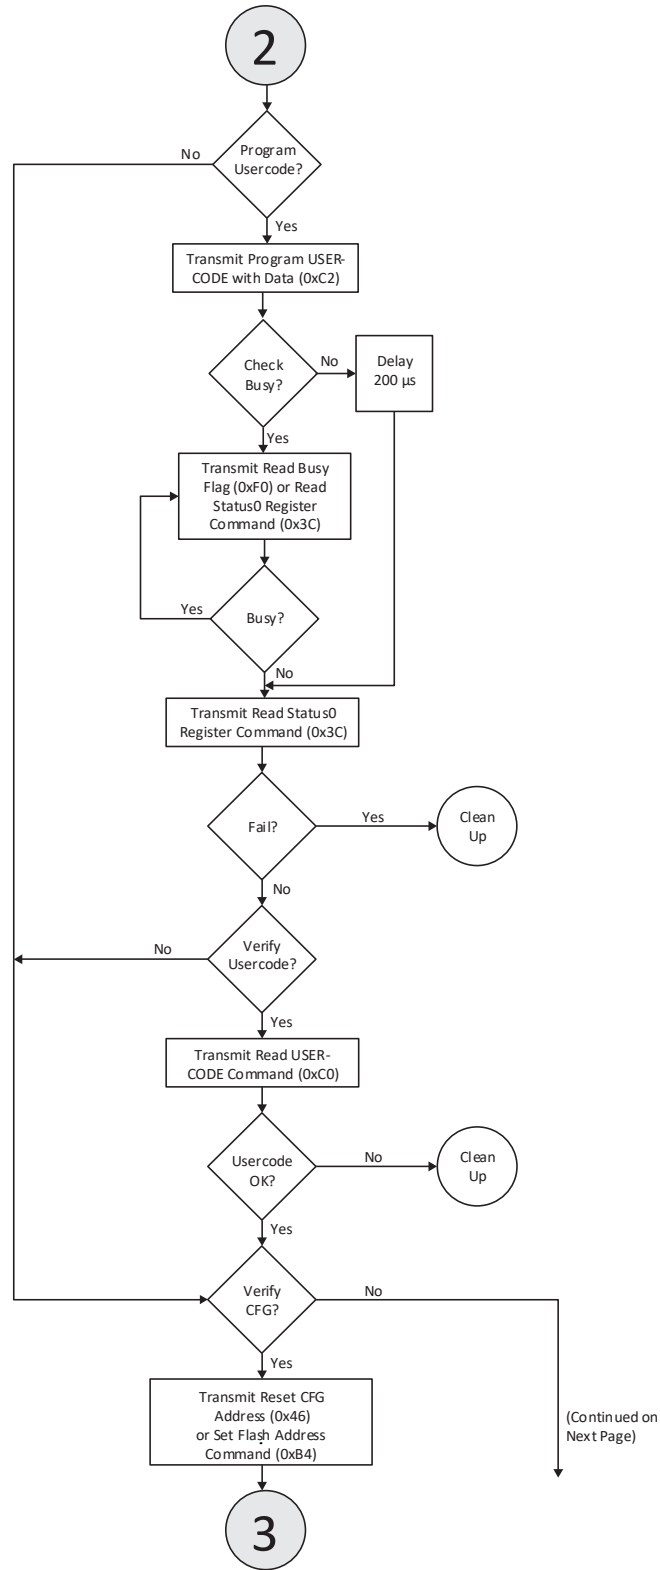 2
Program
Usercode?
No
Yes
Transmit Program USER-
CODE with Data (0xC2)
Check
Busy?
No
Delay
200 µs
Yes
Transmit Read Busy
Flag (0xF0) or Read
Status0 Register
Command (0x3C)
Yes
Busy?
No
Transmit Read Status0
Register Command (0x3C)
Fail?
Yes
Clean
Up
No
Verify
Usercode?
No
Yes
Transmit Read USER-
CODE Command (0xC0)
Usercode
OK?
No
Clean
Up
Yes
Verify
CFG?
No
Yes
Transmit Reset CFG
Address (0x46)
or Set Flash Address
Command (0xB4)
(Continued on
Next Page)
3